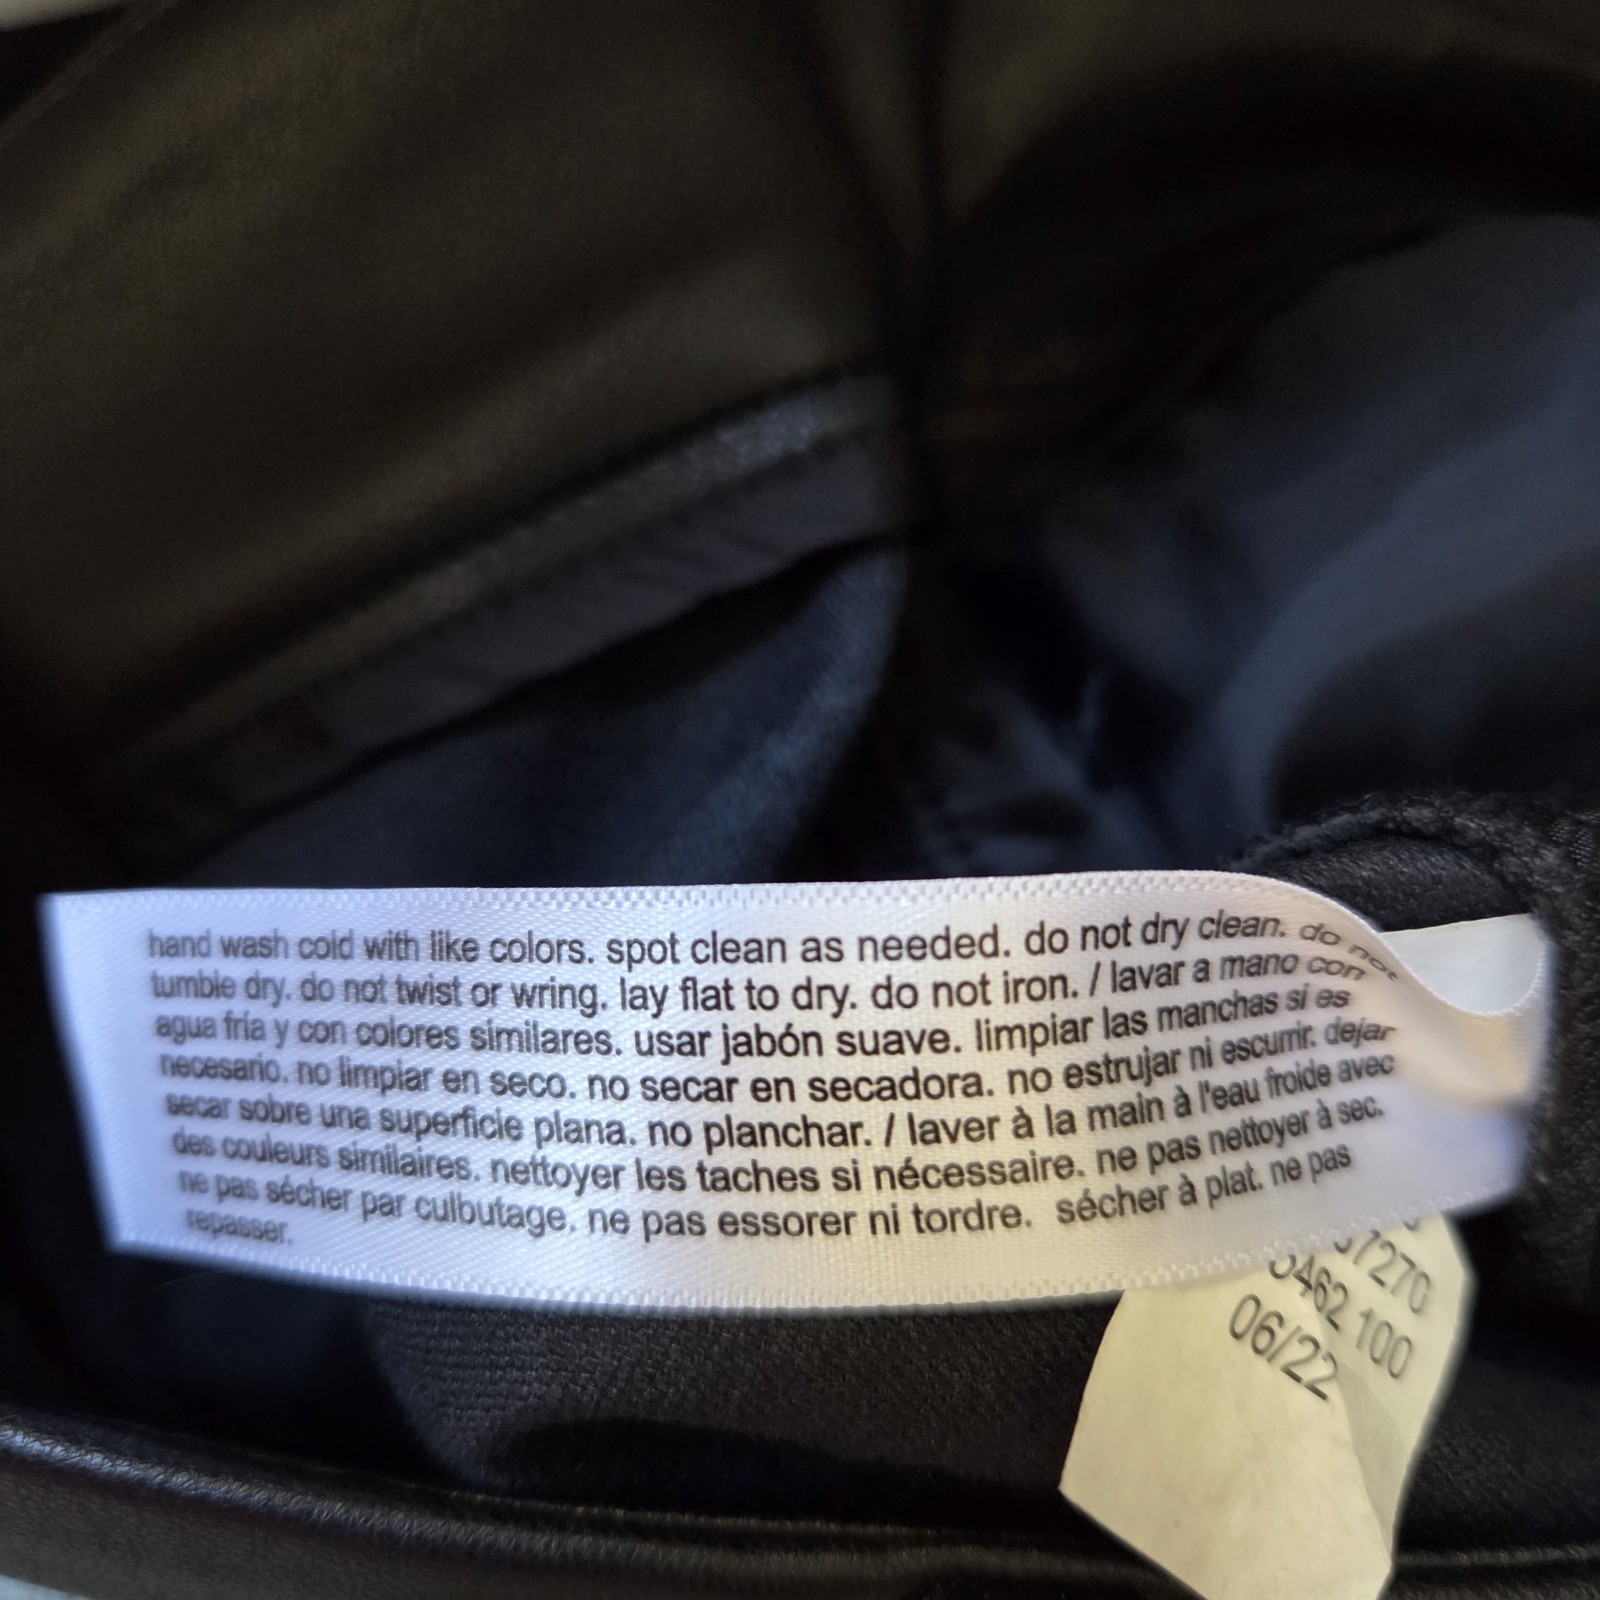 hand wash cold with like colors. spot clean as needed. do not dry clean. do not
tumble dry. do not twist or wring. lay flat to dry. do not iron. / lavar a mano con
agua fría y con colores similares. usar jabón suave. limpiar las manchas si es
necesario. no limpiar en seco. no secar en secadora. no estrujar ni escurrir. dejar
secar sobre una superficie plana. no planchar. / laver à la main à l'eau froide avec
des couleurs similaires. nettoyer les taches si nécessaire. ne pas nettoyer à sec.
ne pas sécher par culbutage. ne pas essorer ni tordre. sécher à plat. ne pas
repasser.
7270
462 100
06/22